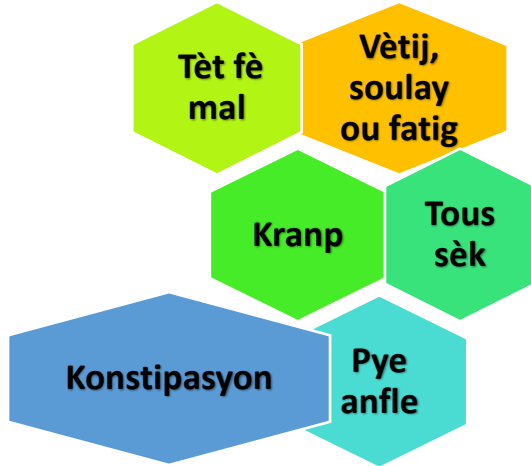 Tèt fè
mal
Vètij,
soulay
ou fatig
Kranp
Tous
sèk
Konstipasyon
Pye
anfle